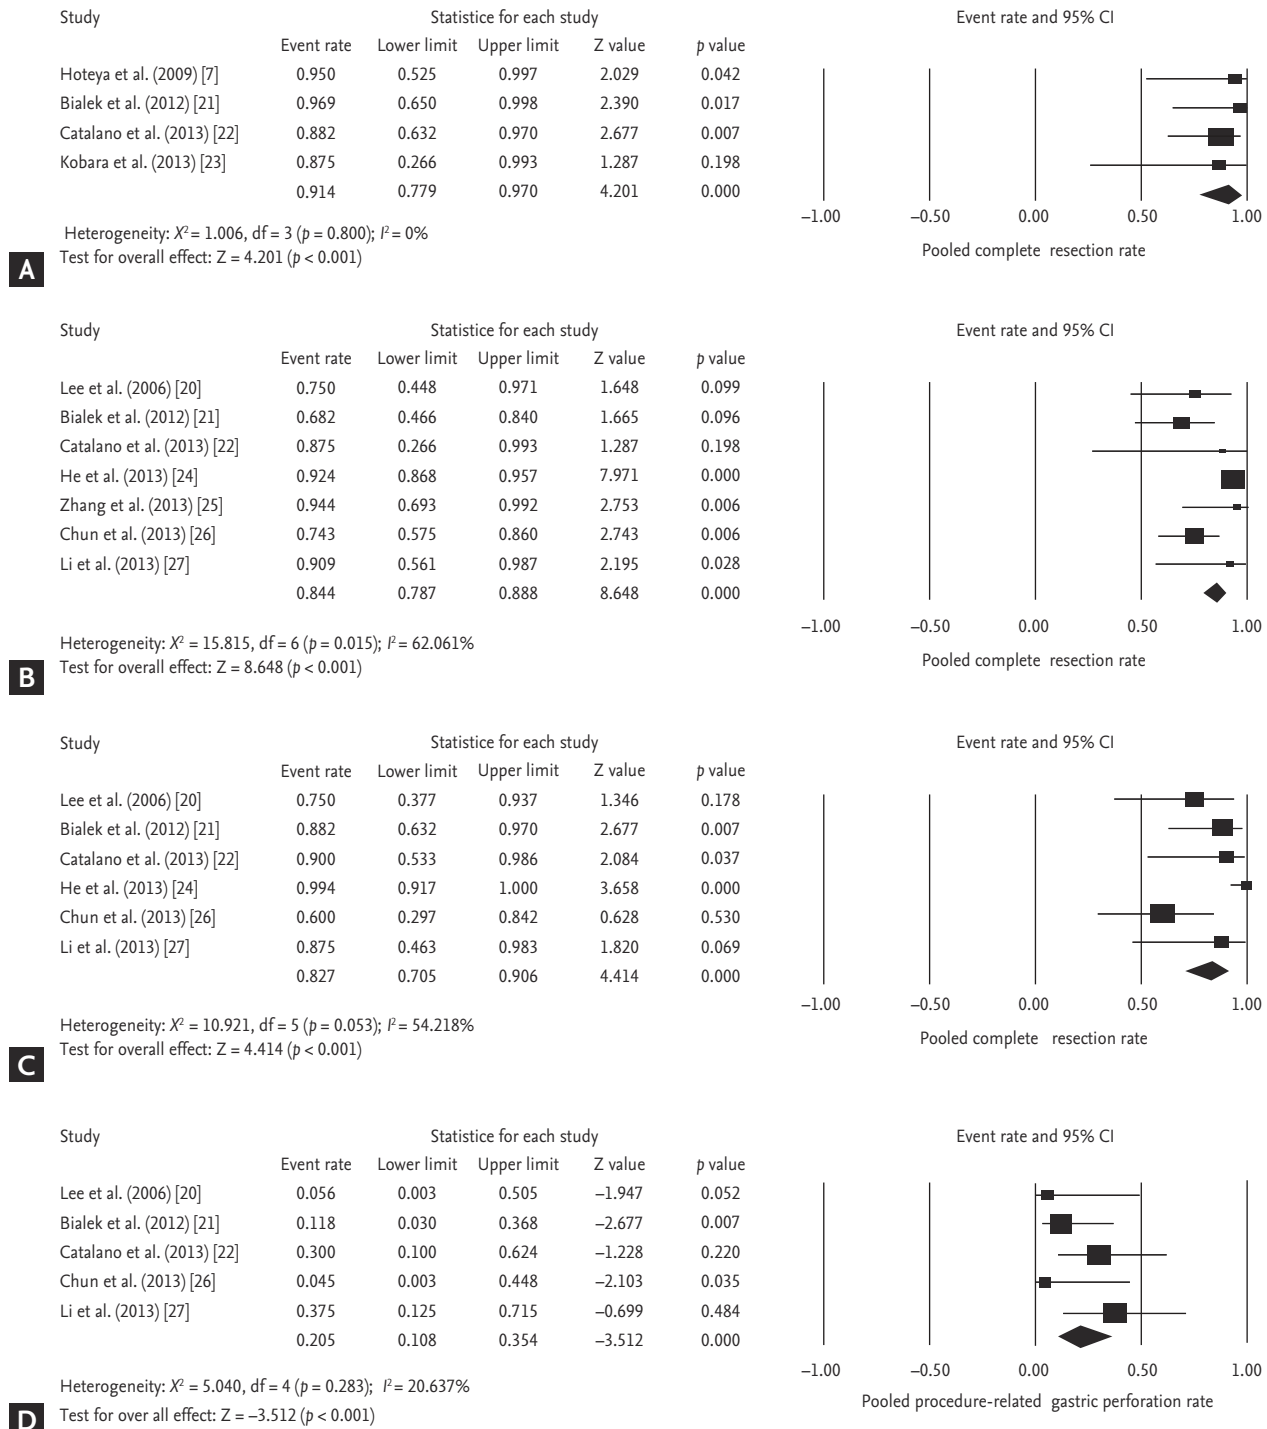 Study Statistice for each study Event rate and 95% CI
Event rate Lower limit Upper limit Z value p value
Hoteya et al. (2009) [7] 0.950 0.525 0.997 2.029 0.042
Bialek et al. (2012) [21] 0.969 0.650 0.998 2.390 0.017
Catalano et al. (2013) [22] 0.882 0.632 0.970 2.677 0.007
Kobara et al. (2013) [23] 0.875 0.266 0.993 1.287 0.198
0.914 0.779 0.970 4.201 0.000
−1.00 −0.50 0.00 0.50 1.00
Heterogeneity: X² = 1.006, df = 3 (p = 0.800); I² = 0%
Pooled complete resection rate
Test for overall effect: Z = 4.201 (p < 0.001)
A
Study Statistice for each study Event rate and 95% CI
Event rate Lower limit Upper limit Z value p value
Lee et al. (2006) [20] 0.750 0.448 0.971 1.648 0.099
Bialek et al. (2012) [21] 0.682 0.466 0.840 1.665 0.096
Catalano et al. (2013) [22] 0.875 0.266 0.993 1.287 0.198
He et al. (2013) [24] 0.924 0.868 0.957 7.971 0.000
Zhang et al. (2013) [25] 0.944 0.693 0.992 2.753 0.006
Chun et al. (2013) [26] 0.743 0.575 0.860 2.743 0.006
Li et al. (2013) [27] 0.909 0.561 0.987 2.195 0.028
0.844 0.787 0.888 8.648 0.000
−1.00 −0.50 0.00 0.50 1.00
Heterogeneity: X² = 15.815, df = 6 (p = 0.015); I² = 62.061%
Pooled complete resection rate
Test for overall effect: Z = 8.648 (p < 0.001)
B
Study Statistice for each study Event rate and 95% CI
Event rate Lower limit Upper limit Z value p value
Lee et al. (2006) [20] 0.750 0.377 0.937 1.346 0.178
Bialek et al. (2012) [21] 0.882 0.632 0.970 2.677 0.007
Catalano et al. (2013) [22] 0.900 0.533 0.986 2.084 0.037
He et al. (2013) [24] 0.994 0.917 1.000 3.658 0.000
Chun et al. (2013) [26] 0.600 0.297 0.842 0.628 0.530
Li et al. (2013) [27] 0.875 0.463 0.983 1.820 0.069
0.827 0.705 0.906 4.414 0.000
−1.00 −0.50 0.00 0.50 1.00
Heterogeneity: X² = 10.921, df = 5 (p = 0.053); I² = 54.218%
Pooled complete resection rate
Test for overall effect: Z = 4.414 (p < 0.001)
C
Study Statistice for each study Event rate and 95% CI
Event rate Lower limit Upper limit Z value p value
Lee et al. (2006) [20] 0.056 0.003 0.505 −1.947 0.052
Bialek et al. (2012) [21] 0.118 0.030 0.368 −2.677 0.007
Catalano et al. (2013) [22] 0.300 0.100 0.624 −1.228 0.220
Chun et al. (2013) [26] 0.045 0.003 0.448 −2.103 0.035
Li et al. (2013) [27] 0.375 0.125 0.715 −0.699 0.484
0.205 0.108 0.354 −3.512 0.000
−1.00 −0.50 0.00 0.50 1.00
Heterogeneity: X² = 5.040, df = 4 (p = 0.283); I² = 20.637%
Pooled procedure-related gastric perforation rate
Test for over all effect: Z = −3.512 (p < 0.001)
D